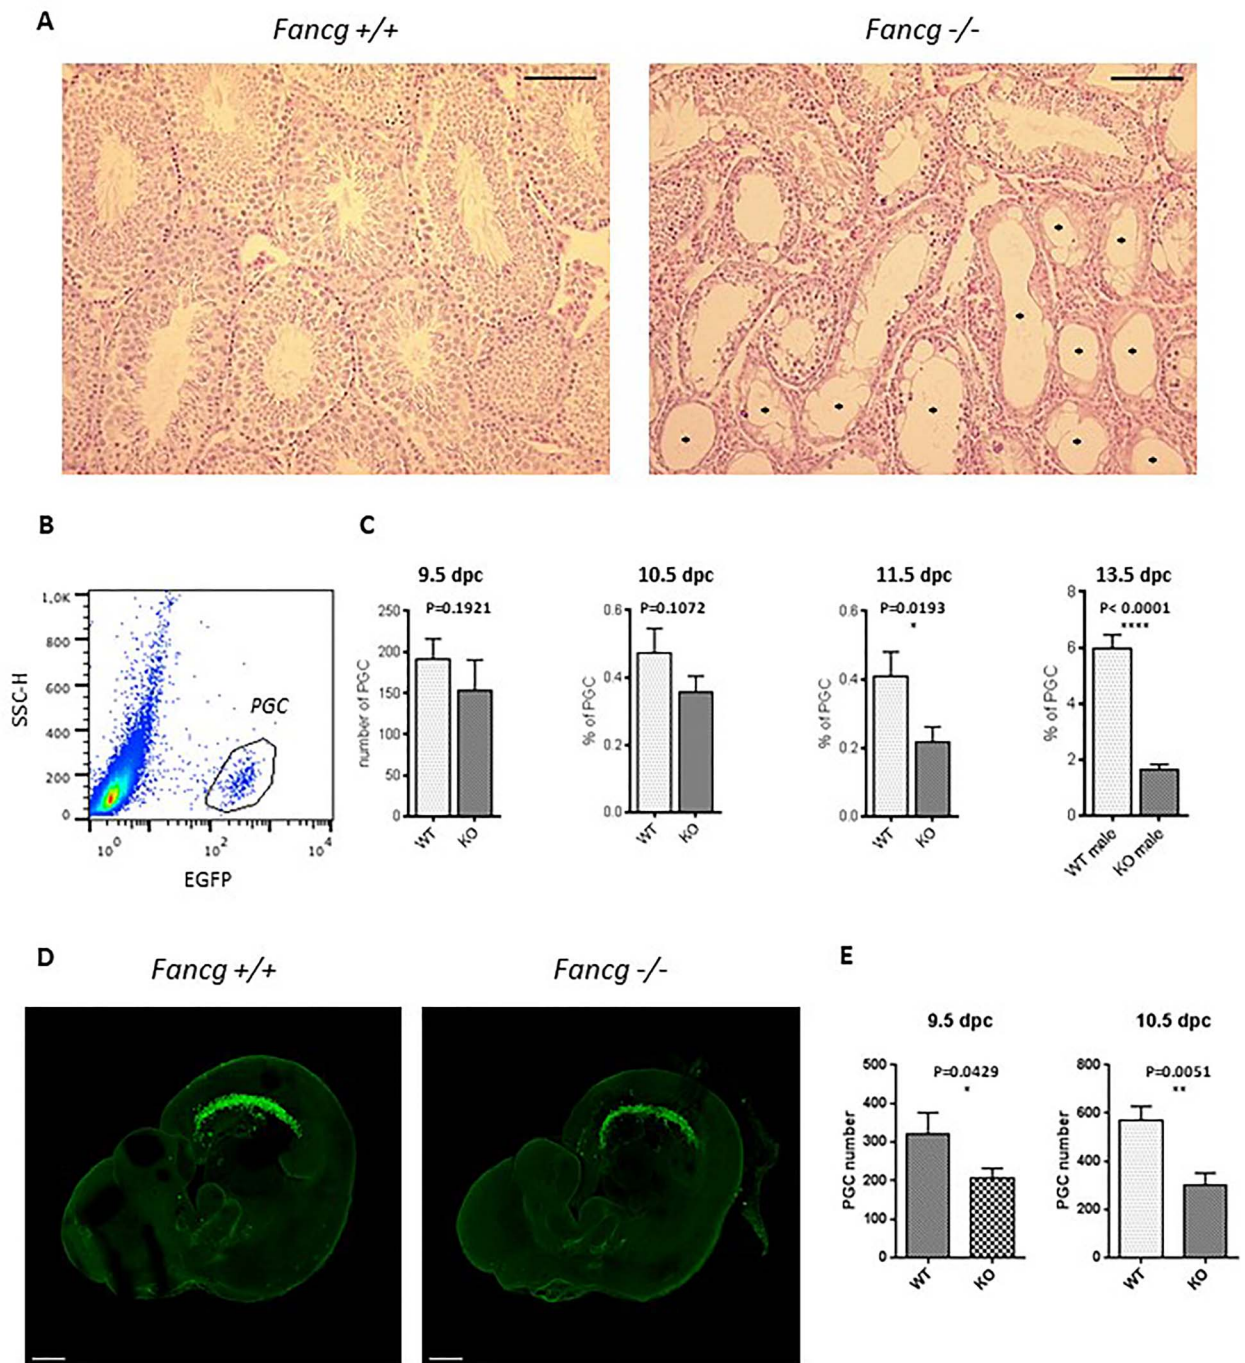 A
Fancg +/+
Fancg -/-
B
C
1,0K
800
600
400
200
0
SSC-H
PGC
10^0
10^2
10^4
EGFP
9.5 dpc
P=0.1921
250
200
150
100
50
0
number of PGC
WT
KO
10.5 dpc
P=0.1072
0.6
0.4
0.2
0.0
% of PGC
WT
KO
11.5 dpc
P=0.0193
*
0.6
0.4
0.2
0.0
% of PGC
WT
KO
13.5 dpc
P< 0.0001
****
8
6
4
2
0
% of PGC
WT male
KO male
D
Fancg +/+
Fancg -/-
E
9.5 dpc
P=0.0429
*
500
400
300
200
100
0
PGC number
WT
KO
10.5 dpc
P=0.0051
**
800
600
400
200
0
PGC number
WT
KO